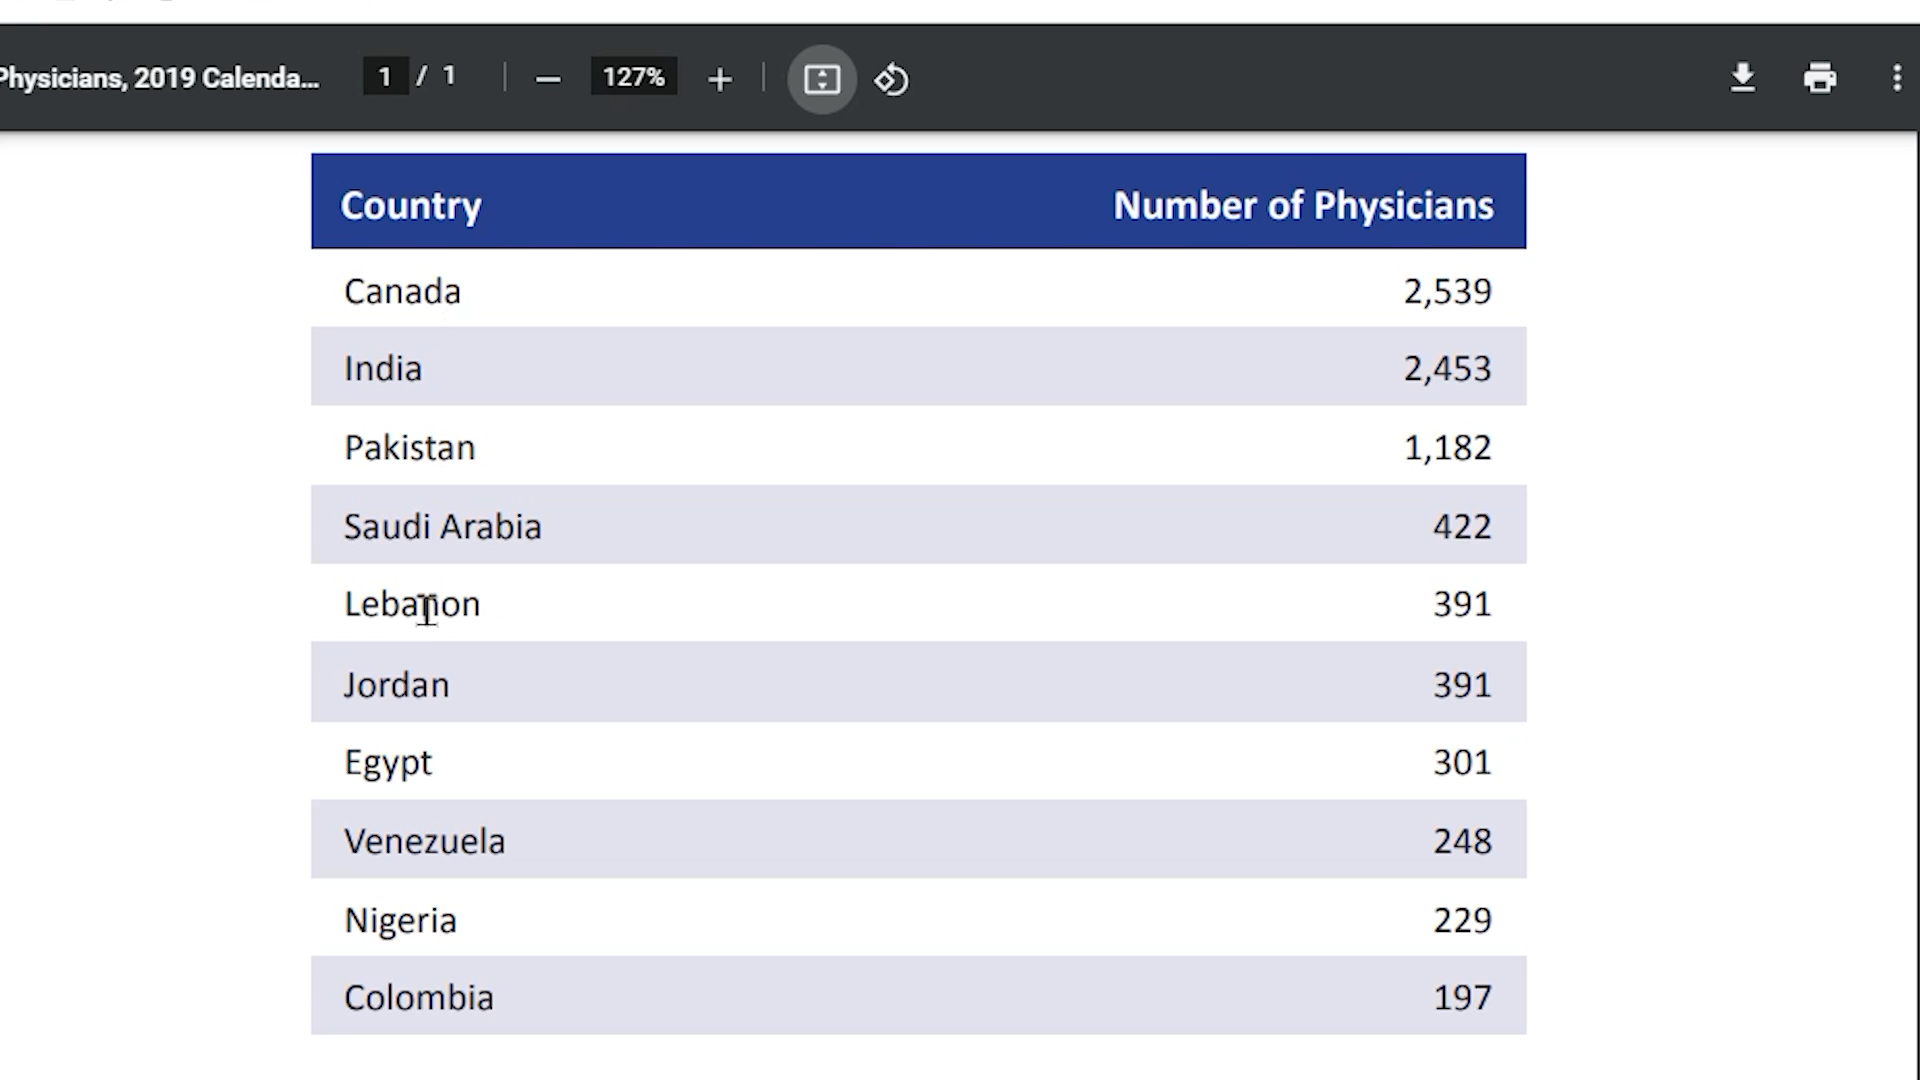 Physicians, 2019 Calenda... 1 / 1 127%
Country Number of Physicians
Canada 2,539
India 2,453
Pakistan 1,182
Saudi Arabia 422
Lebanon 391
Jordan 391
Egypt 301
Venezuela 248
Nigeria 229
Colombia 197